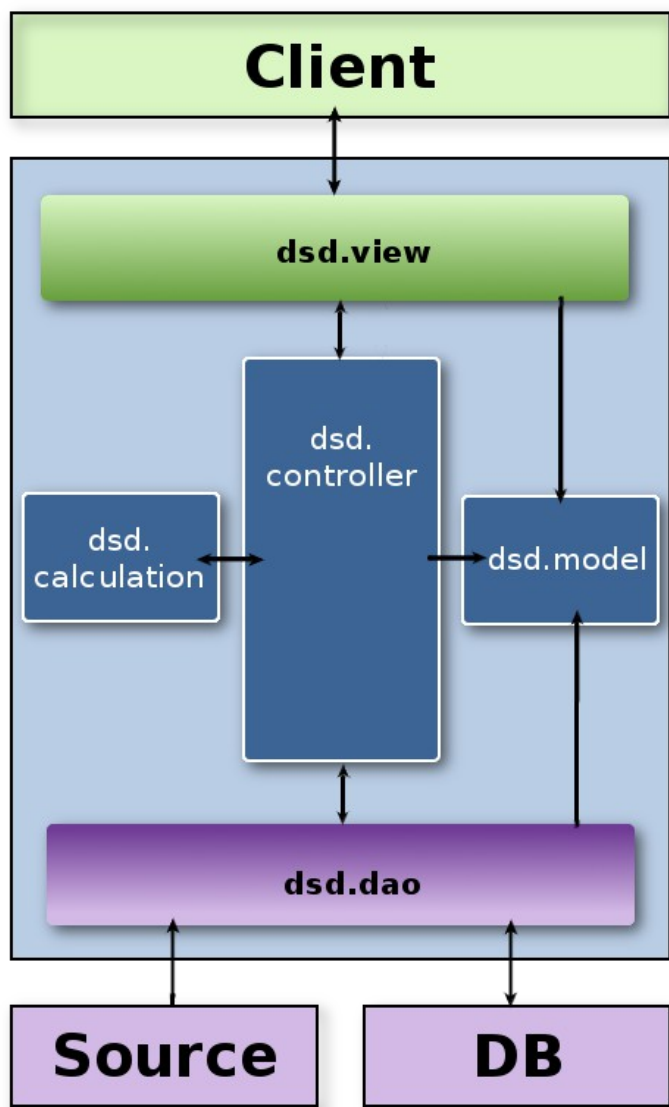 Client
dsd.view
dsd.
controller
dsd.
calculation
dsd.model
dsd.dao
Source
DB